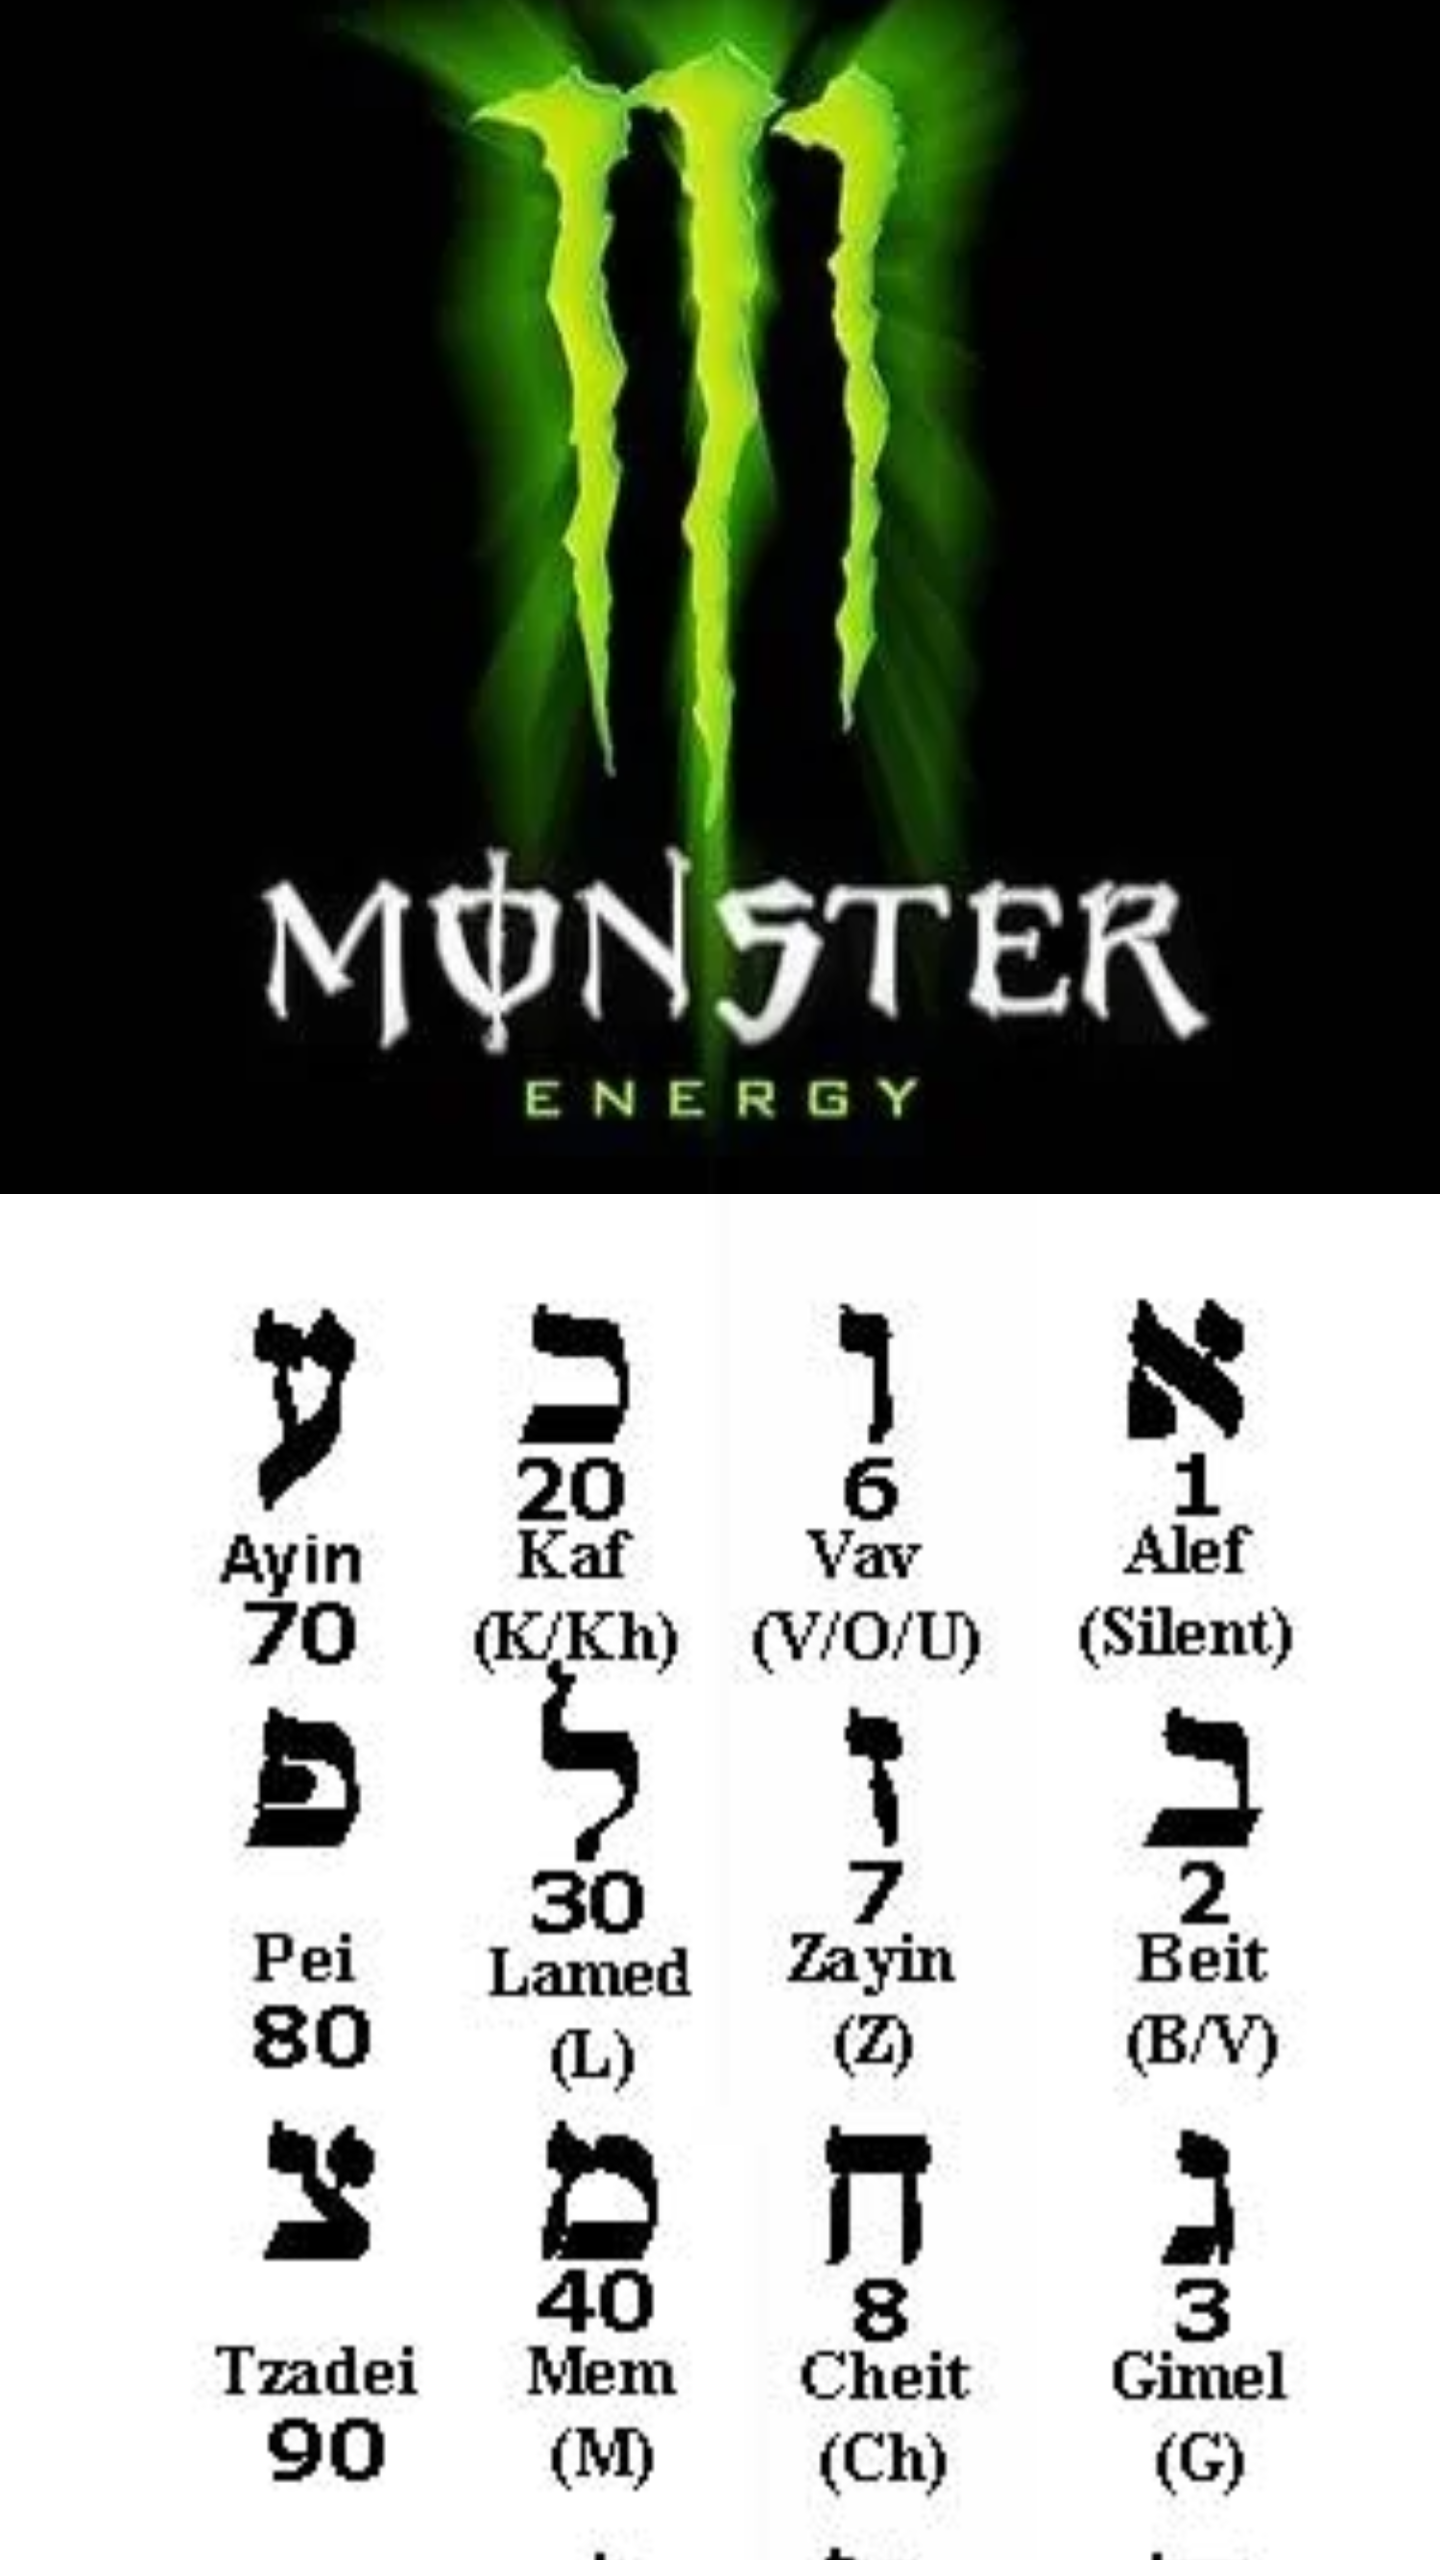 MONSTER
ENERGY
ע כ ו א
20 6 1
Ayin Kaf Vav Alef
70 (K/Kh) (V/O/U) (Silent)
פ ל ז ב
30 7 2
Pei Lamed Zayin Beit
80 (L) (Z) (B/V)
צ מ ח ג
40 8 3
Tzadei Mem Cheit Gimel
90 (M) (Ch) (G)